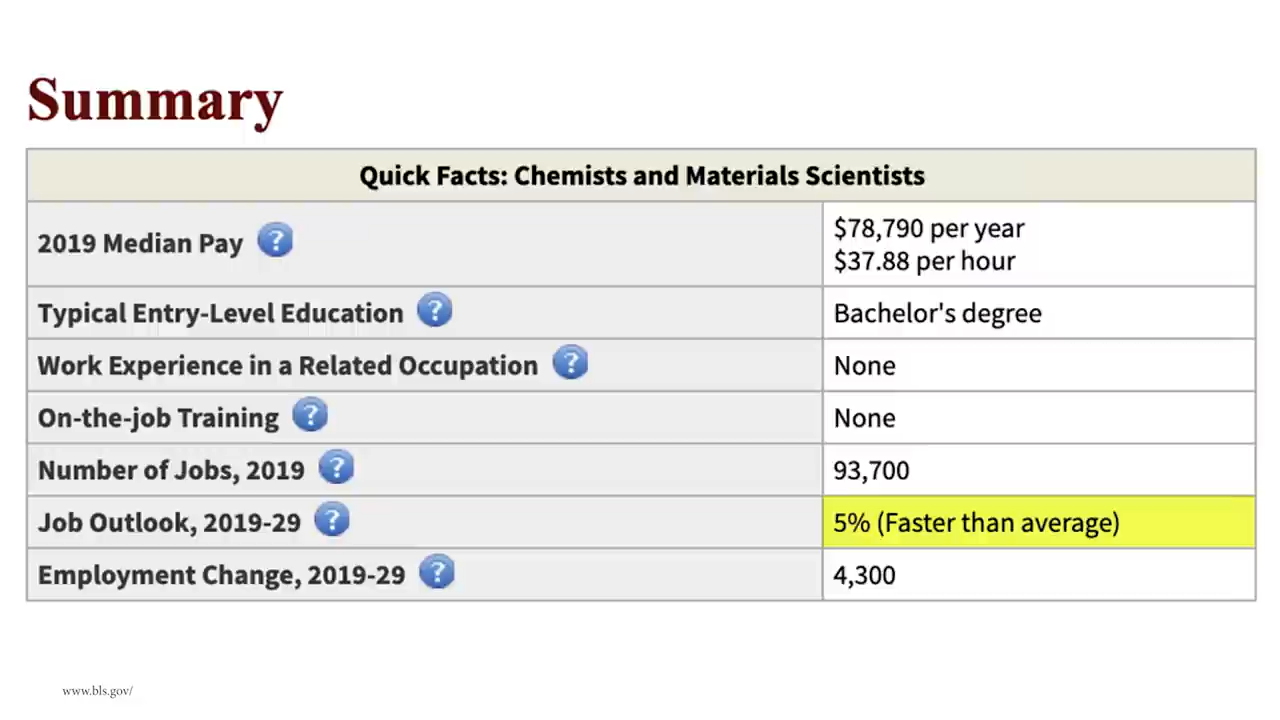 Summary
Quick Facts: Chemists and Materials Scientists
2019 Median Pay ?
$78,790 per year
$37.88 per hour
Typical Entry-Level Education ?
Bachelor's degree
Work Experience in a Related Occupation ?
None
On-the-job Training ?
None
Number of Jobs, 2019 ?
93,700
Job Outlook, 2019-29 ?
5% (Faster than average)
Employment Change, 2019-29 ?
4,300
www.bls.gov/